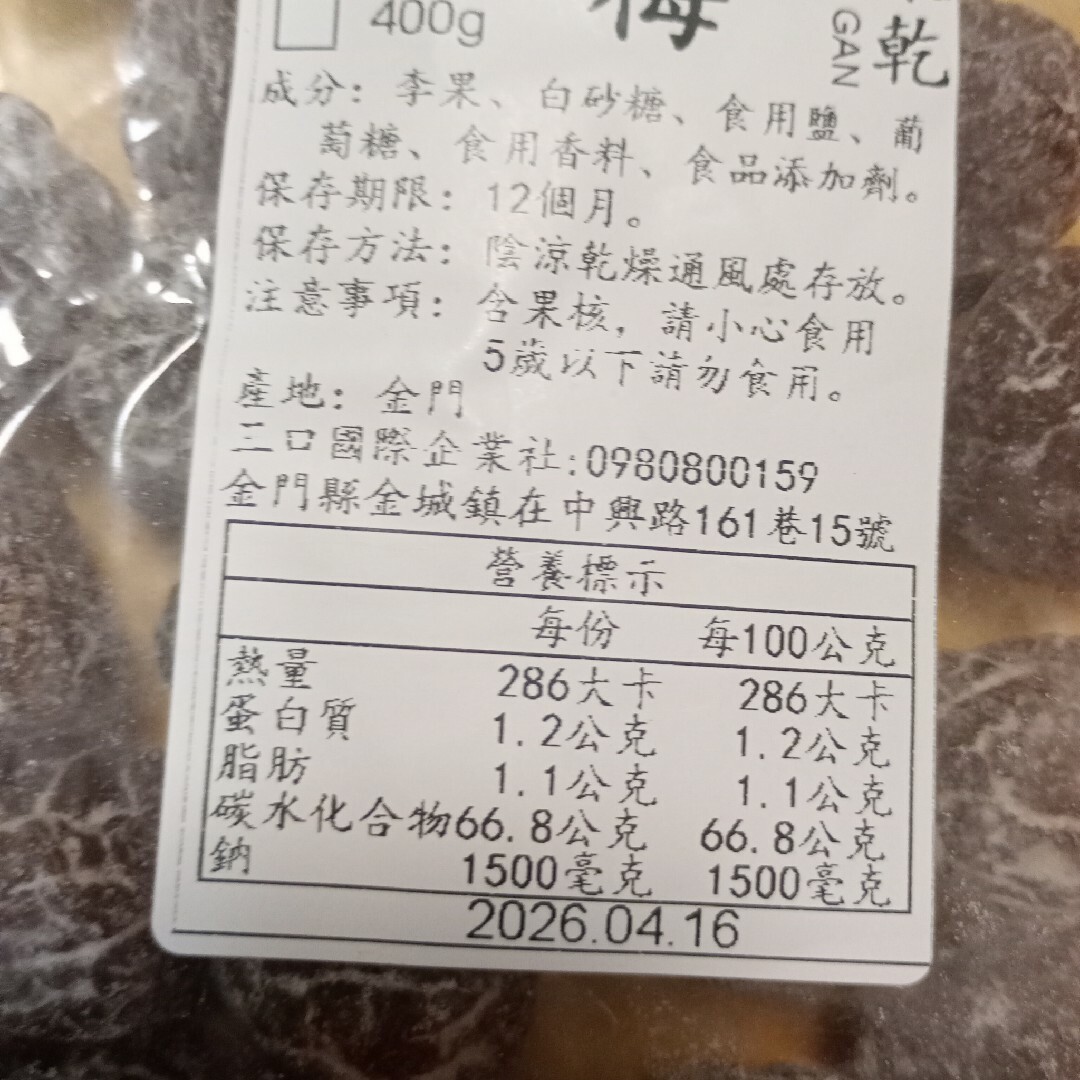 400g
梅
乾
GAN
成分：李果、白砂糖、食用鹽、葡
萄糖、食用香料、食品添加劑。
保存期限：12個月。
保存方法：陰涼乾燥通風處存放。
注意事項：含果核，請小心食用
5歲以下請勿食用。
產地：金門
三口國際企業社:0980800159
金門縣金城鎮在中興路161巷15號
營養標示
每份 每100公克
熱量 286大卡 286大卡
蛋白質 1.2公克 1.2公克
脂肪 1.1公克 1.1公克
碳水化合物66.8公克 66.8公克
鈉 1500毫克 1500毫克
2026.04.16